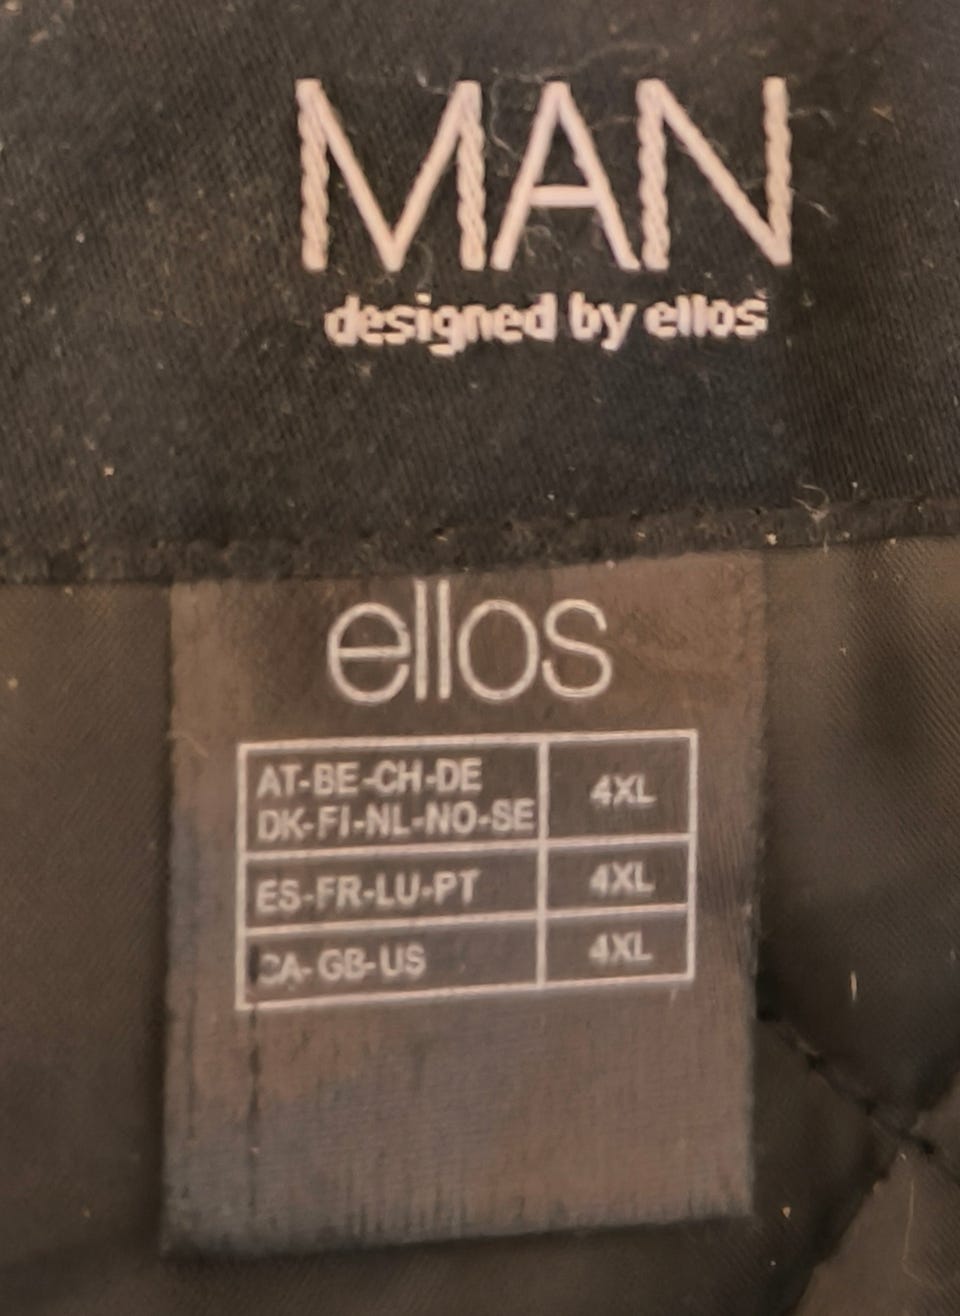 MAN
designed by ellos
ellos
AT-BE-CH-DE
DK-FI-NL-NO-SE
4XL
ES-FR-LU-PT
4XL
CA-GB-US
4XL